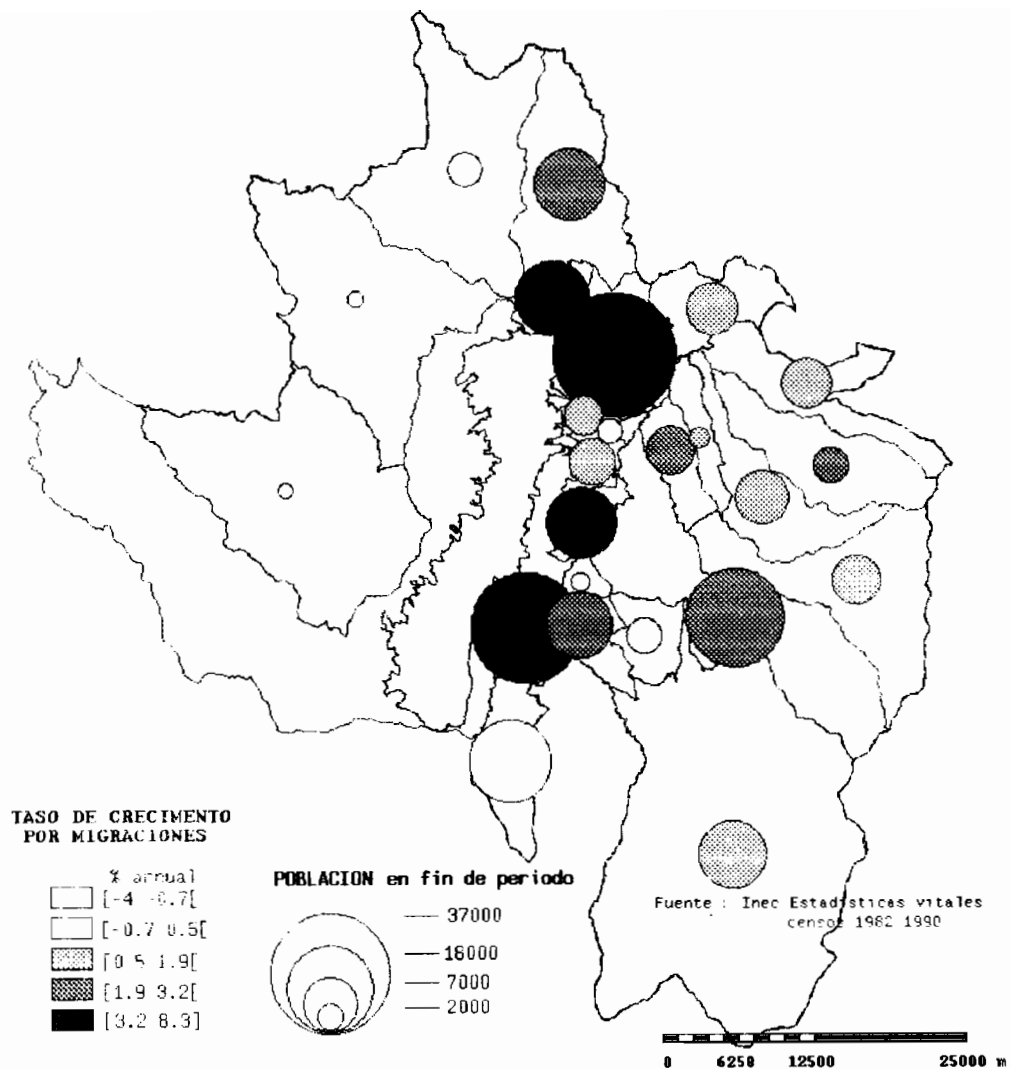 TASO DE CRECIMENTO
POR MIGRACIONES
% annual
[-4 -0.7[
[-0.7 0.5[
[0.5 1.9[
[1.9 3.2[
[3.2 8.3]
POBLACION en fin de periodo
37000
16000
7000
2000
Fuente : Inec Estadisticas vitales
censos 1982 1990
0 6250 12500 25000 m